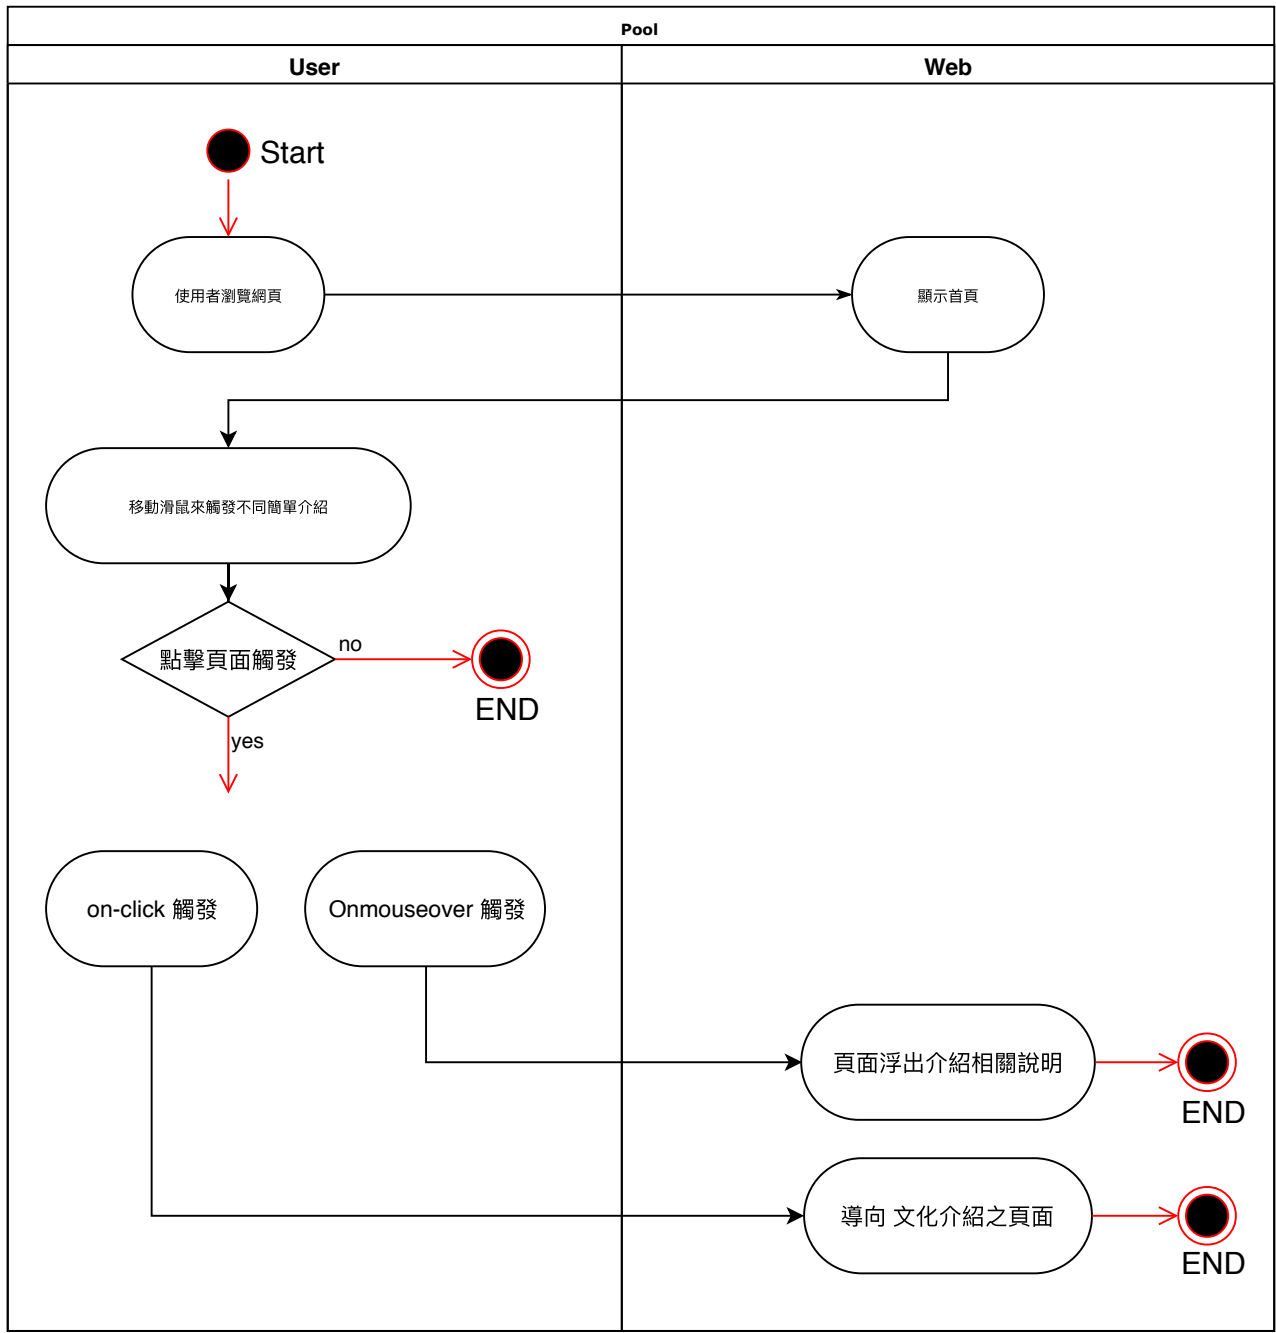 Pool
User
Web
Start
使用者瀏覽網頁
顯示首頁
移動滑鼠來觸發不同簡單介紹
點擊頁面觸發
no
END
yes
on-click 觸發
Onmouseover 觸發
頁面浮出介紹相關說明
END
導向 文化介紹之頁面
END